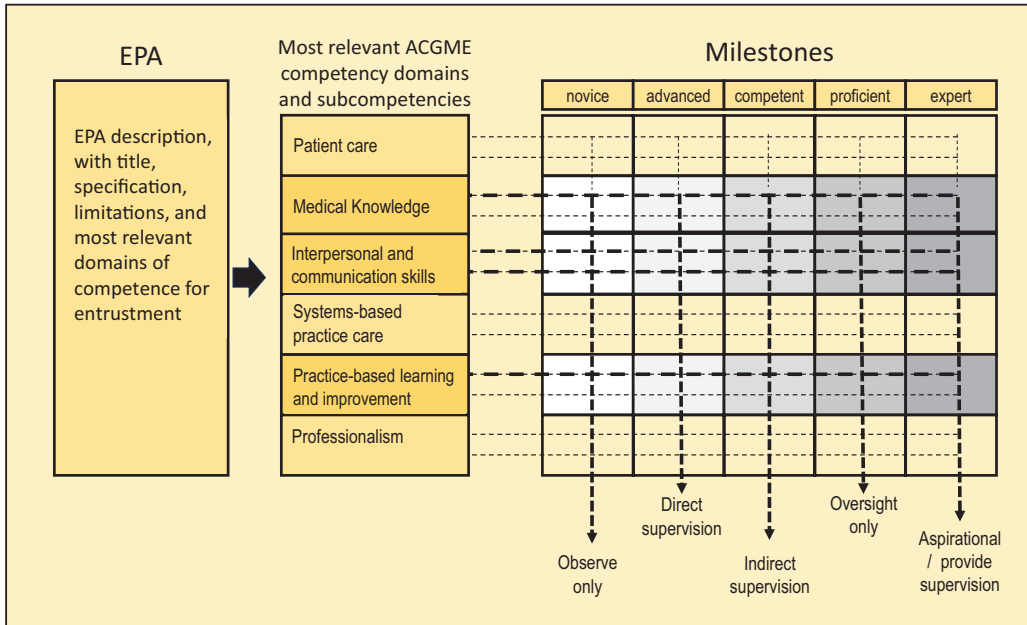 EPA
EPA description,
with title,
specification,
limitations, and
most relevant
domains of
competence for
entrustment
Most relevant ACGME
competency domains
and subcompetencies
Patient care
Medical Knowledge
Interpersonal and
communication skills
Systems-based
practice care
Practice-based learning
and improvement
Professionalism
Milestones
novice
advanced
competent
proficient
expert
Observe
only
Direct
supervision
Indirect
supervision
Oversight
only
Aspirational
/ provide
supervision